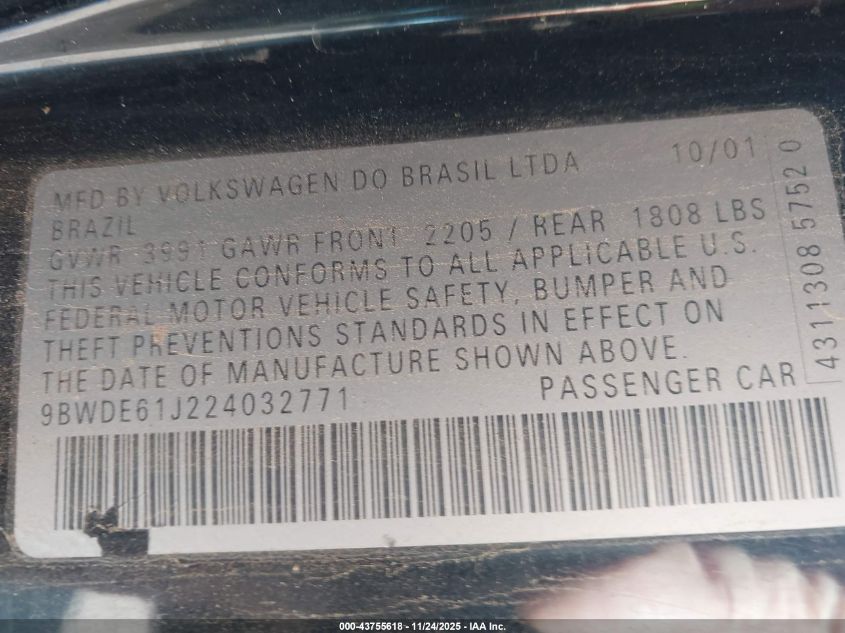 MFD BY VOLKSWAGEN DO BRASIL LTDA 10/01
BRAZIL
GVWR 3991 GAWR FRONT 2205 / REAR 1808 LBS
THIS VEHICLE CONFORMS TO ALL APPLICABLE U.S.
FEDERAL MOTOR VEHICLE SAFETY, BUMPER AND
THEFT PREVENTIONS STANDARDS IN EFFECT ON
THE DATE OF MANUFACTURE SHOWN ABOVE.
9BWDE61J224032771 PASSENGER CAR
4311308 5752 0
000-43755618 - 11/24/2025 - IAA Inc.